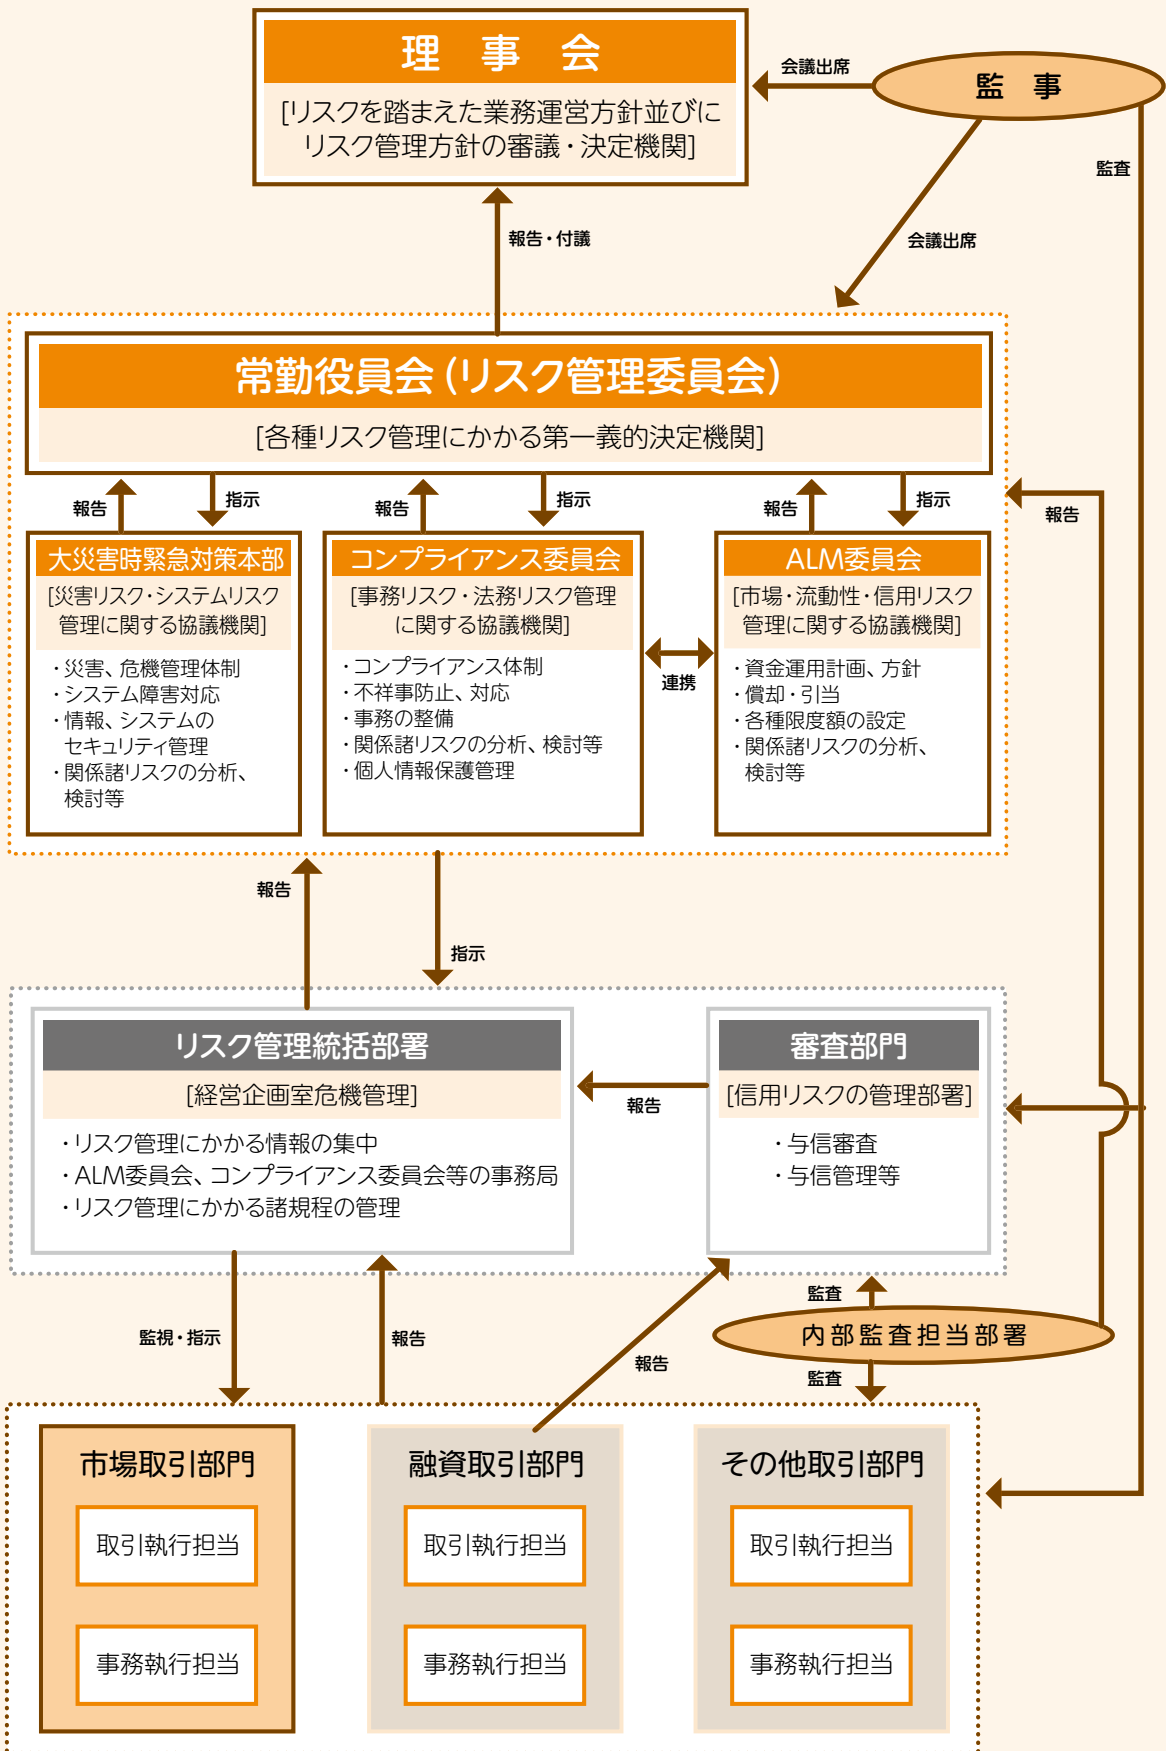 理 事 会
[リスクを踏まえた業務運営方針並びに
リスク管理方針の審議・決定機関]
会議出席
監 事
監査
報告・付議
会議出席
常勤役員会(リスク管理委員会)
[各種リスク管理にかかる第一義的決定機関]
報告
指示
報告
指示
報告
指示
報告
大災害時緊急対策本部
[災害リスク・システムリスク
管理に関する協議機関]
・災害、危機管理体制
・システム障害対応
・情報、システムの
セキュリティ管理
・関係諸リスクの分析、
検討等
コンプライアンス委員会
[事務リスク・法務リスク管理
に関する協議機関]
・コンプライアンス体制
・不祥事防止、対応
・事務の整備
・関係諸リスクの分析、検討等
・個人情報保護管理
連携
ALM委員会
[市場・流動性・信用リスク
管理に関する協議機関]
・資金運用計画、方針
・償却・引当
・各種限度額の設定
・関係諸リスクの分析、
検討等
報告
指示
リスク管理統括部署
[経営企画室危機管理]
・リスク管理にかかる情報の集中
・ALM委員会、コンプライアンス委員会等の事務局
・リスク管理にかかる諸規程の管理
報告
審査部門
[信用リスクの管理部署]
・与信審査
・与信管理等
監視・指示
報告
報告
監査
内部監査担当部署
監査
市場取引部門
取引執行担当
事務執行担当
融資取引部門
取引執行担当
事務執行担当
その他取引部門
取引執行担当
事務執行担当